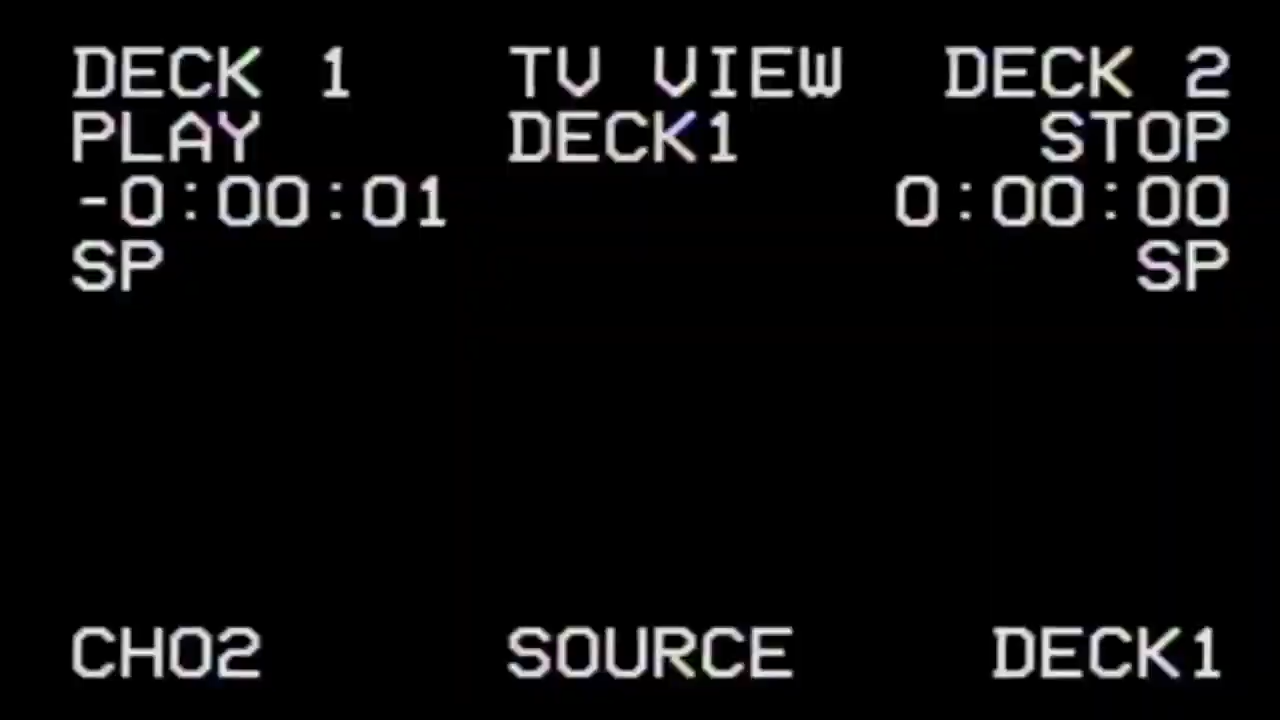 DECK 1 TV VIEW DECK 2
PLAY DECK1 STOP
-0:00:01 0:00:00
SP SP
CH02 SOURCE DECK1